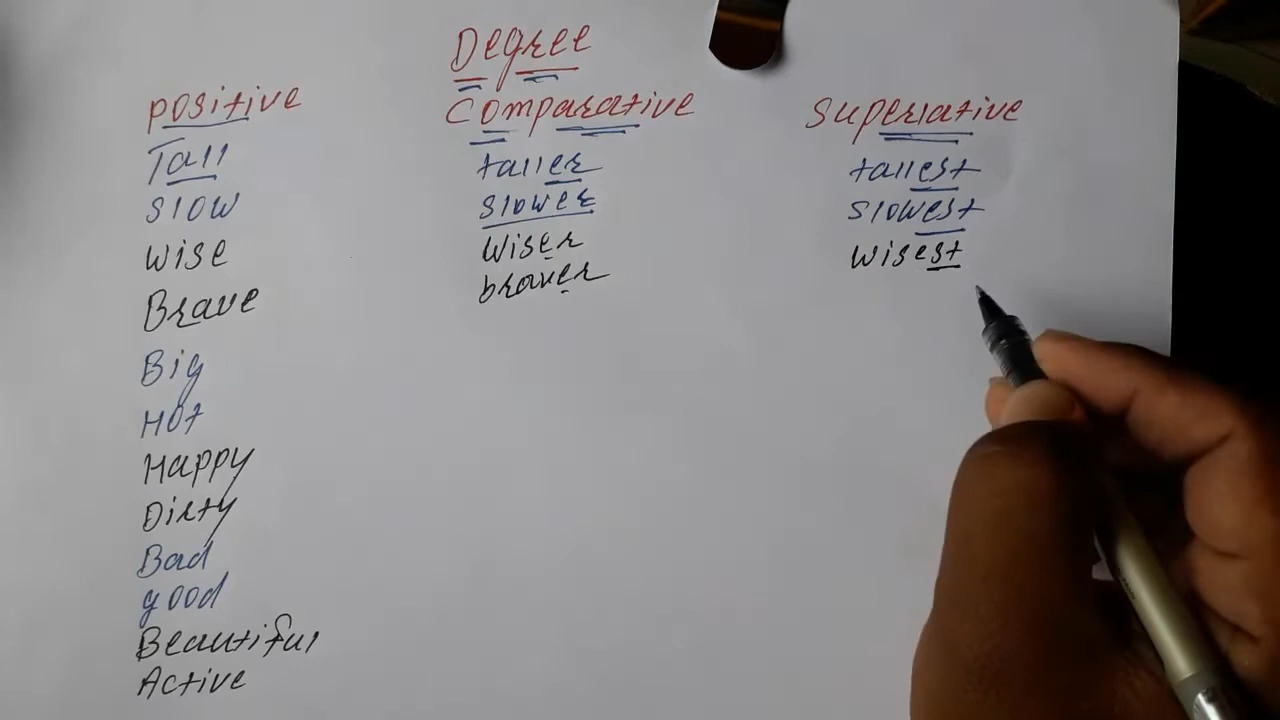 Degree
Positive Comparative Superlative
Tall taller tallest
Slow Slower Slowest
Wise Wiser Wisest
Brave braver
Big
Hot
Happy
Dirty
Bad
good
Beautiful
Active